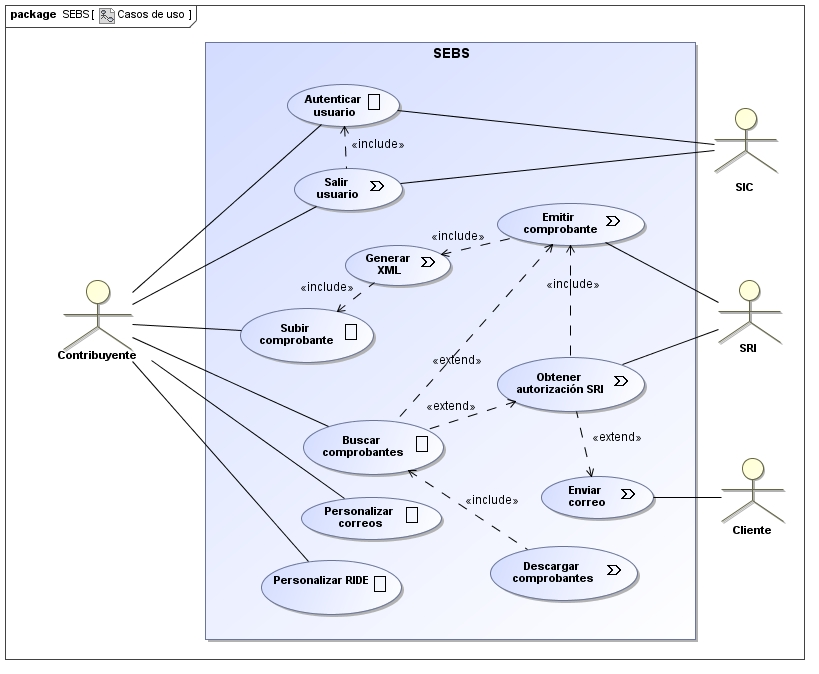 package SEBS [ Casos de uso ]
SEBS
Autenticar
usuario
«include»
SIC
Salir
usuario
Emitir
comprobante
«include»
Generar
XML
«include»
«include»
Subir
comprobante
Contribuyente
SRI
«extend»
Obtener
autorización SRI
«extend»
Buscar
comprobantes
«extend»
Enviar
correo
«include»
Personalizar
correos
Cliente
Descargar
comprobantes
Personalizar RIDE